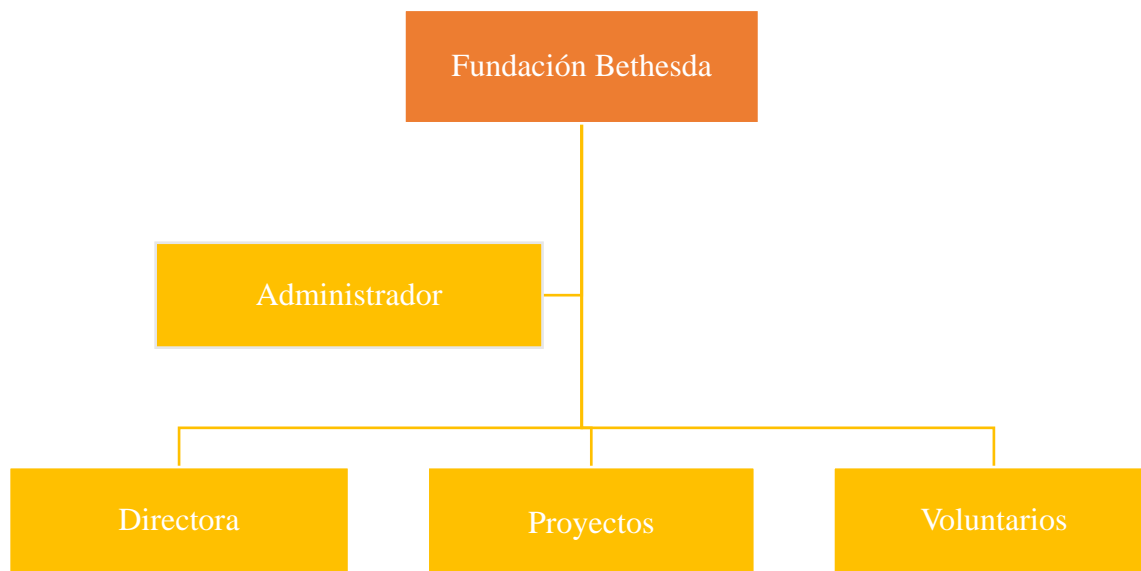 Fundación Bethesda
Administrador
Directora
Proyectos
Voluntarios